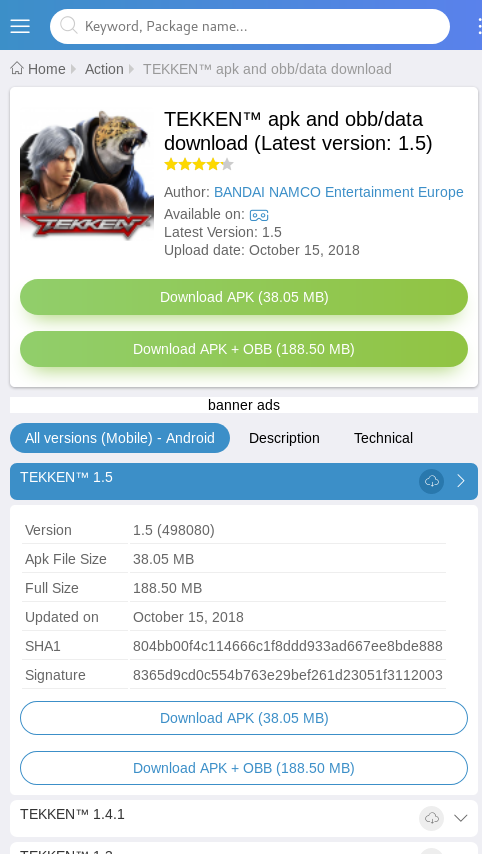 Keyword, Package name...
Home Action TEKKEN™ apk and obb/data download
TEKKEN
TEKKEN™ apk and obb/data
download (Latest version: 1.5)
Author: BANDAI NAMCO Entertainment Europe
Available on:
Latest Version: 1.5
Upload date: October 15, 2018
Download APK (38.05 MB)
Download APK + OBB (188.50 MB)
banner ads
All versions (Mobile) - Android Description Technical
TEKKEN™ 1.5
Version 1.5 (498080)
Apk File Size 38.05 MB
Full Size 188.50 MB
Updated on October 15, 2018
SHA1 804bb00f4c114666c1f8ddd933ad667ee8bde888
Signature 8365d9cd0c554b763e29bef261d23051f3112003
Download APK (38.05 MB)
Download APK + OBB (188.50 MB)
TEKKEN™ 1.4.1